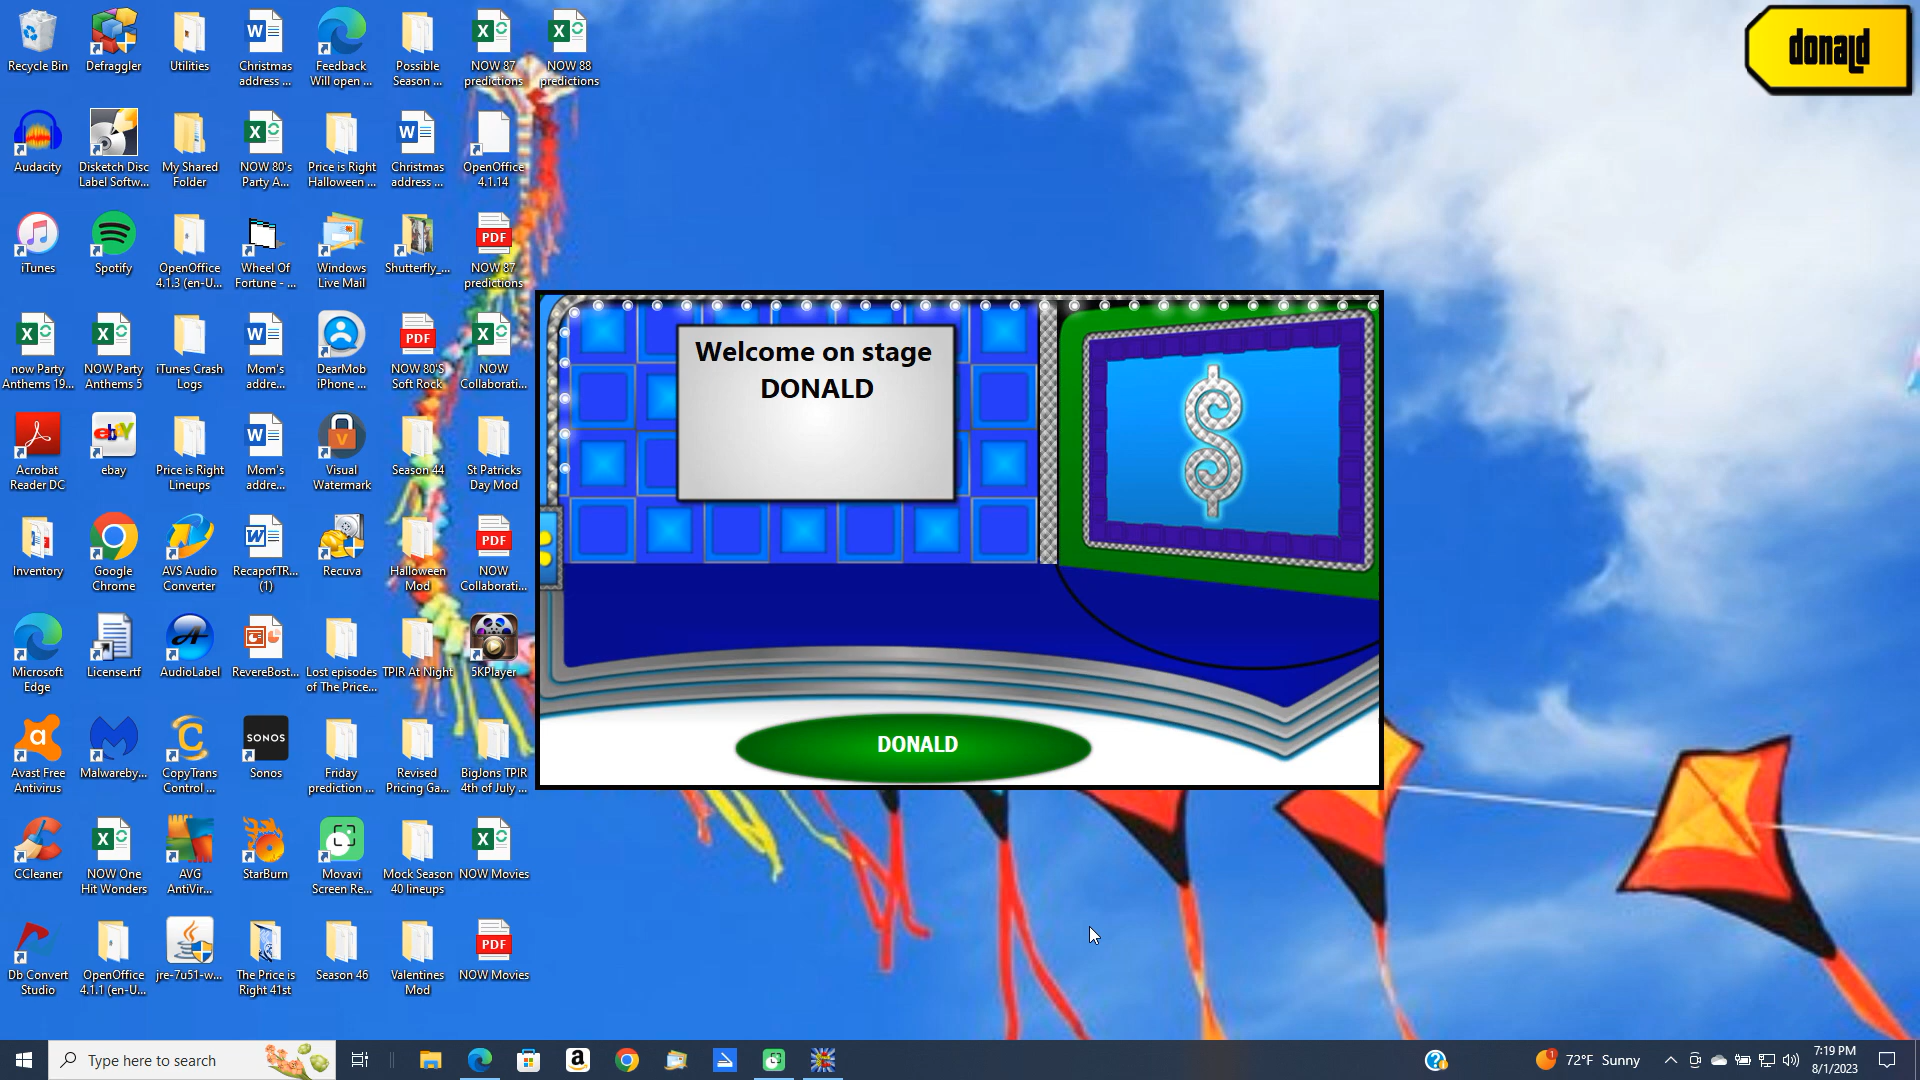 Recycle Bin
Defraggler
Utilities
Christmas
address ...
Feedback
Will open ...
Possible
Season ...
NOW 87
predictions
NOW 88
predictions
donald
Audacity
Disketch Disc
Label Softw...
My Shared
Folder
NOW 80's
Party A...
Price is Right
Halloween ...
Christmas
address ...
OpenOffice
4.1.14
iTunes
Spotify
OpenOffice
4.1.3 (en-U...
Wheel Of
Fortune - ...
Windows
Live Mail
Shutterfly_...
PDF
NOW 87
predictions
now Party
Anthems 19...
NOW Party
Anthems 5
iTunes Crash
Logs
Mom's
addre...
DearMob
iPhone ...
PDF
NOW 80'S
Soft Rock
NOW
Collaborati...
Welcome on stage
DONALD
Acrobat
Reader DC
ebay
ebay
Price is Right
Lineups
Mom's
addre...
Visual
Watermark
Season 44
St Patricks
Day Mod
Inventory
Google
Chrome
AVS Audio
Converter
RecapofTR...
(1)
Recuva
Halloween
Mod
PDF
NOW
Collaborati...
Microsoft
Edge
License.rtf
AudioLabel
RevereBost...
Lost episodes
of The Price...
TPIR At Night
5KPlayer
DONALD
Avast Free
Antivirus
Malwareby...
CopyTrans
Control ...
SONOS
Sonos
Friday
prediction ...
Revised
Pricing Ga...
BigJons TPIR
4th of July ...
CCleaner
NOW One
Hit Wonders
AVG
AntiVir...
StarBurn
Movavi
Screen Re...
Mock Season
40 lineups
NOW Movies
Db Convert
Studio
OpenOffice
4.1.1 (en-U...
jre-7u51-w...
The Price is
Right 41st
Season 46
Valentines
Mod
PDF
NOW Movies
Type here to search
72°F Sunny
7:19 PM
8/1/2023